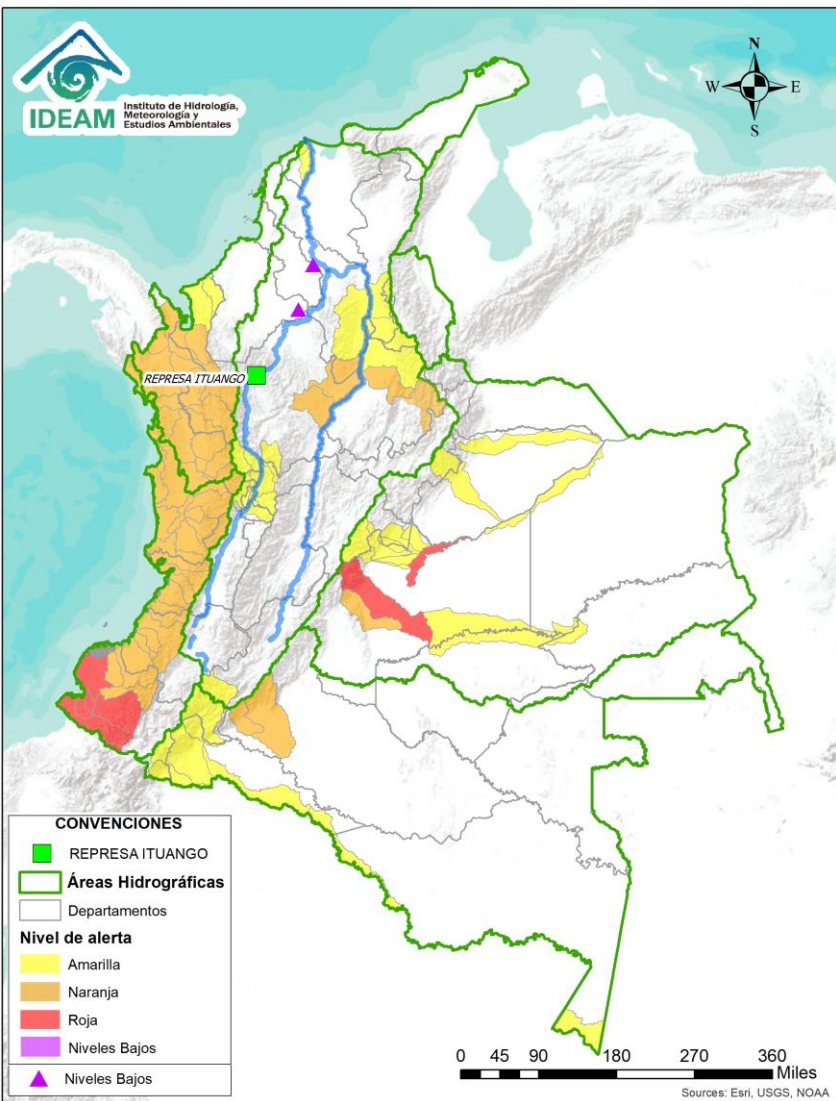 IDEAM
Instituto de Hidrología,
Meteorología y
Estudios Ambientales
N
W
E
S
REPRESA ITUANGO
CONVENCIONES
REPRESA ITUANGO
Áreas Hidrográficas
Departamentos
Nivel de alerta
Amarilla
Naranja
Roja
Niveles Bajos
Niveles Bajos
0 45 90 180 270 360
Miles
Sources: Esri, USGS, NOAA